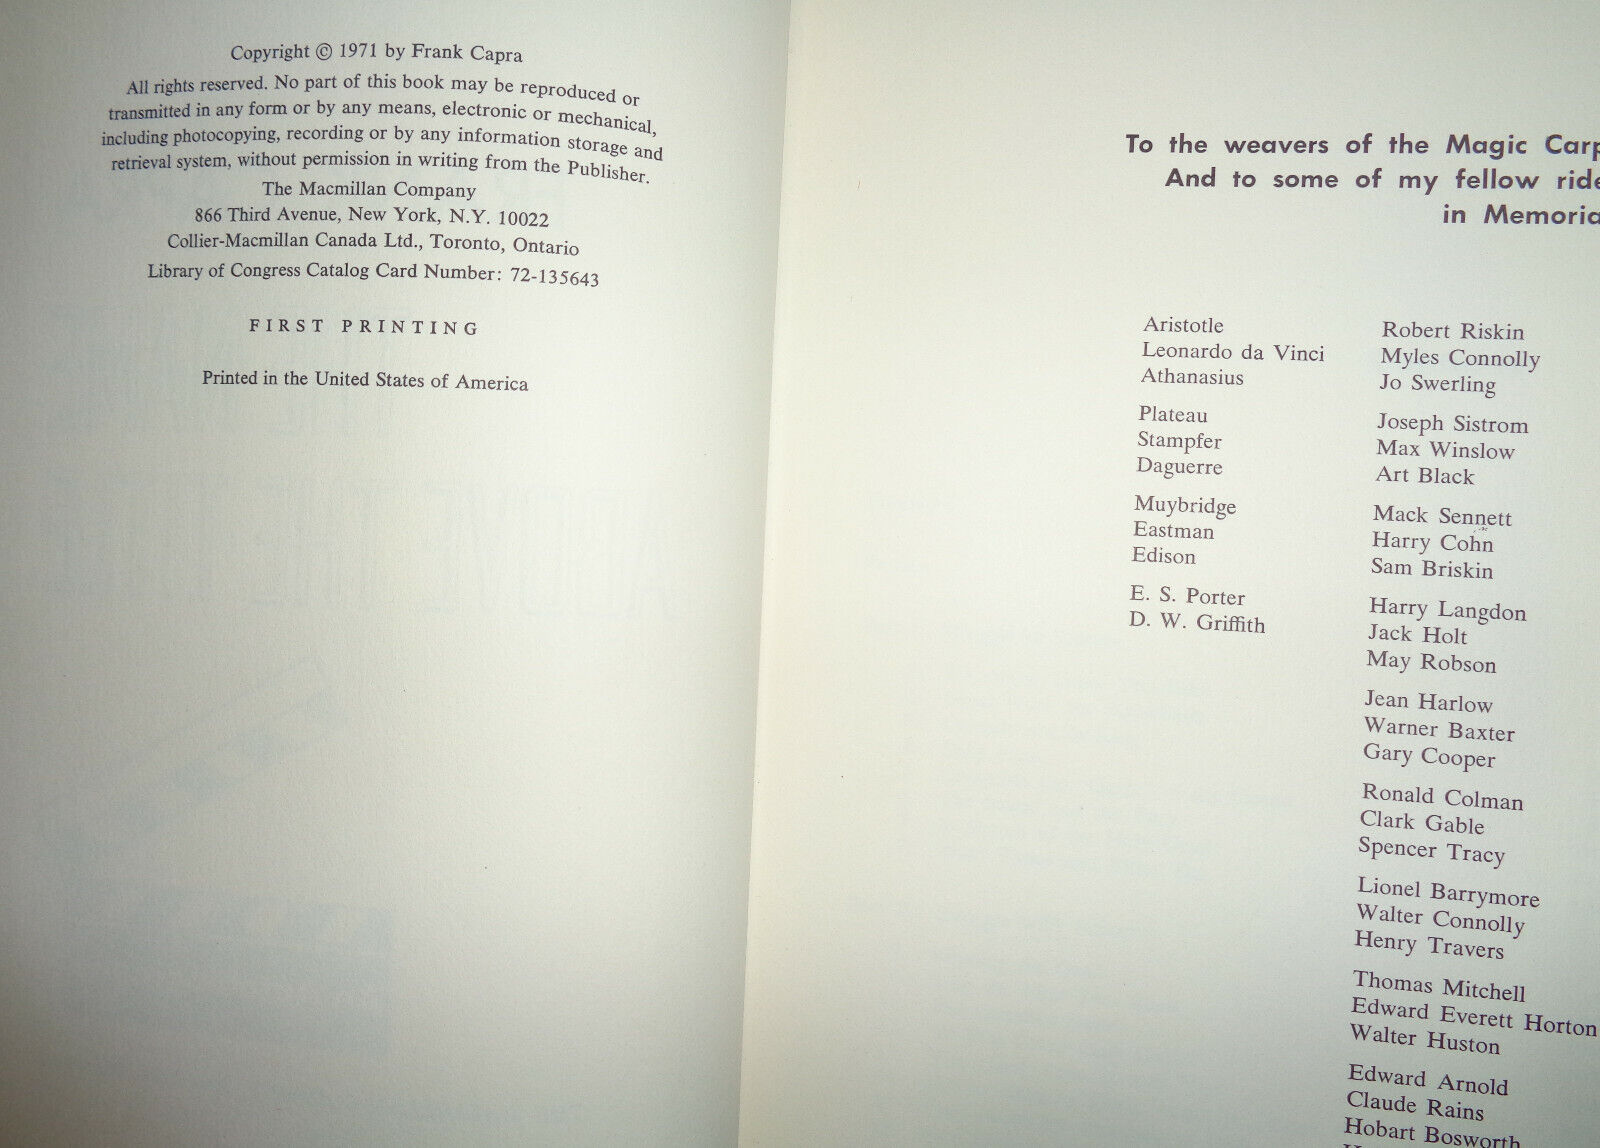 Copyright © 1971 by Frank Capra
All rights reserved. No part of this book may be reproduced or
transmitted in any form or by any means, electronic or mechanical,
including photocopying, recording or by any information storage and
retrieval system, without permission in writing from the Publisher.
The Macmillan Company
866 Third Avenue, New York, N.Y. 10022
Collier-Macmillan Canada Ltd., Toronto, Ontario
Library of Congress Catalog Card Number: 72-135643
FIRST PRINTING
Printed in the United States of America
To the weavers of the Magic
And to some of my fellow
in
Aristotle
Leonardo da Vinci
Athanasius
Plateau
Stampfer
Daguerre
Muybridge
Eastman
Edison
E. S. Porter
D. W. Griffith
Robert Riskin
Myles Connolly
Jo Swerling
Joseph Sistrom
Max Winslow
Art Black
Mack Sennett
Harry Cohn
Sam Briskin
Harry Langdon
Jack Holt
May Robson
Jean Harlow
Warner Baxter
Gary Cooper
Ronald Colman
Clark Gable
Spencer Tracy
Lionel Barrymore
Walter Connolly
Henry Travers
Thomas Mitchell
Edward Everett Horton
Walter Huston
Edward Arnold
Claude Rains
Hobart Bosworth